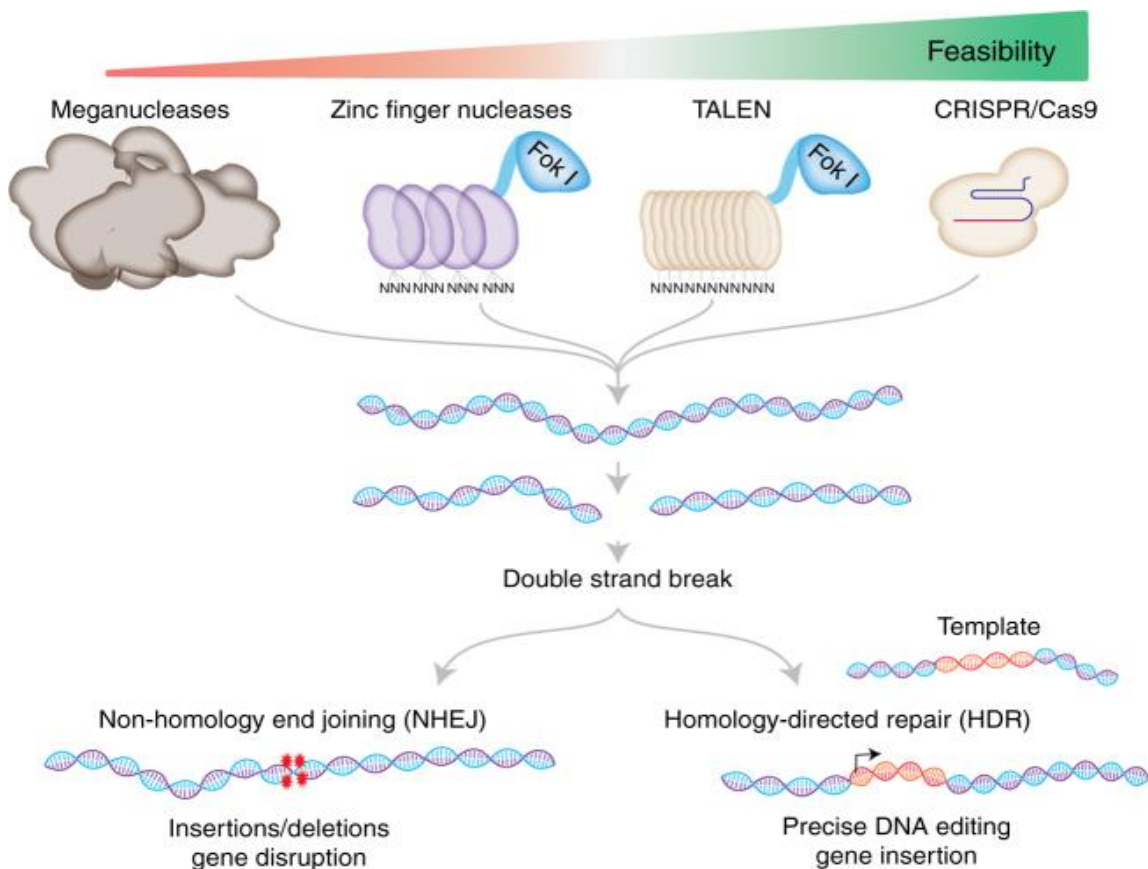 Feasibility
Meganucleases
Zinc finger nucleases
TALEN
CRISPR/Cas9
Fok I
Fok I
NNN NNN NNN NNN
NNNNNNNNNNN
Double strand break
Template
Non-homology end joining (NHEJ)
Homology-directed repair (HDR)
Insertions/deletions
gene disruption
Precise DNA editing
gene insertion